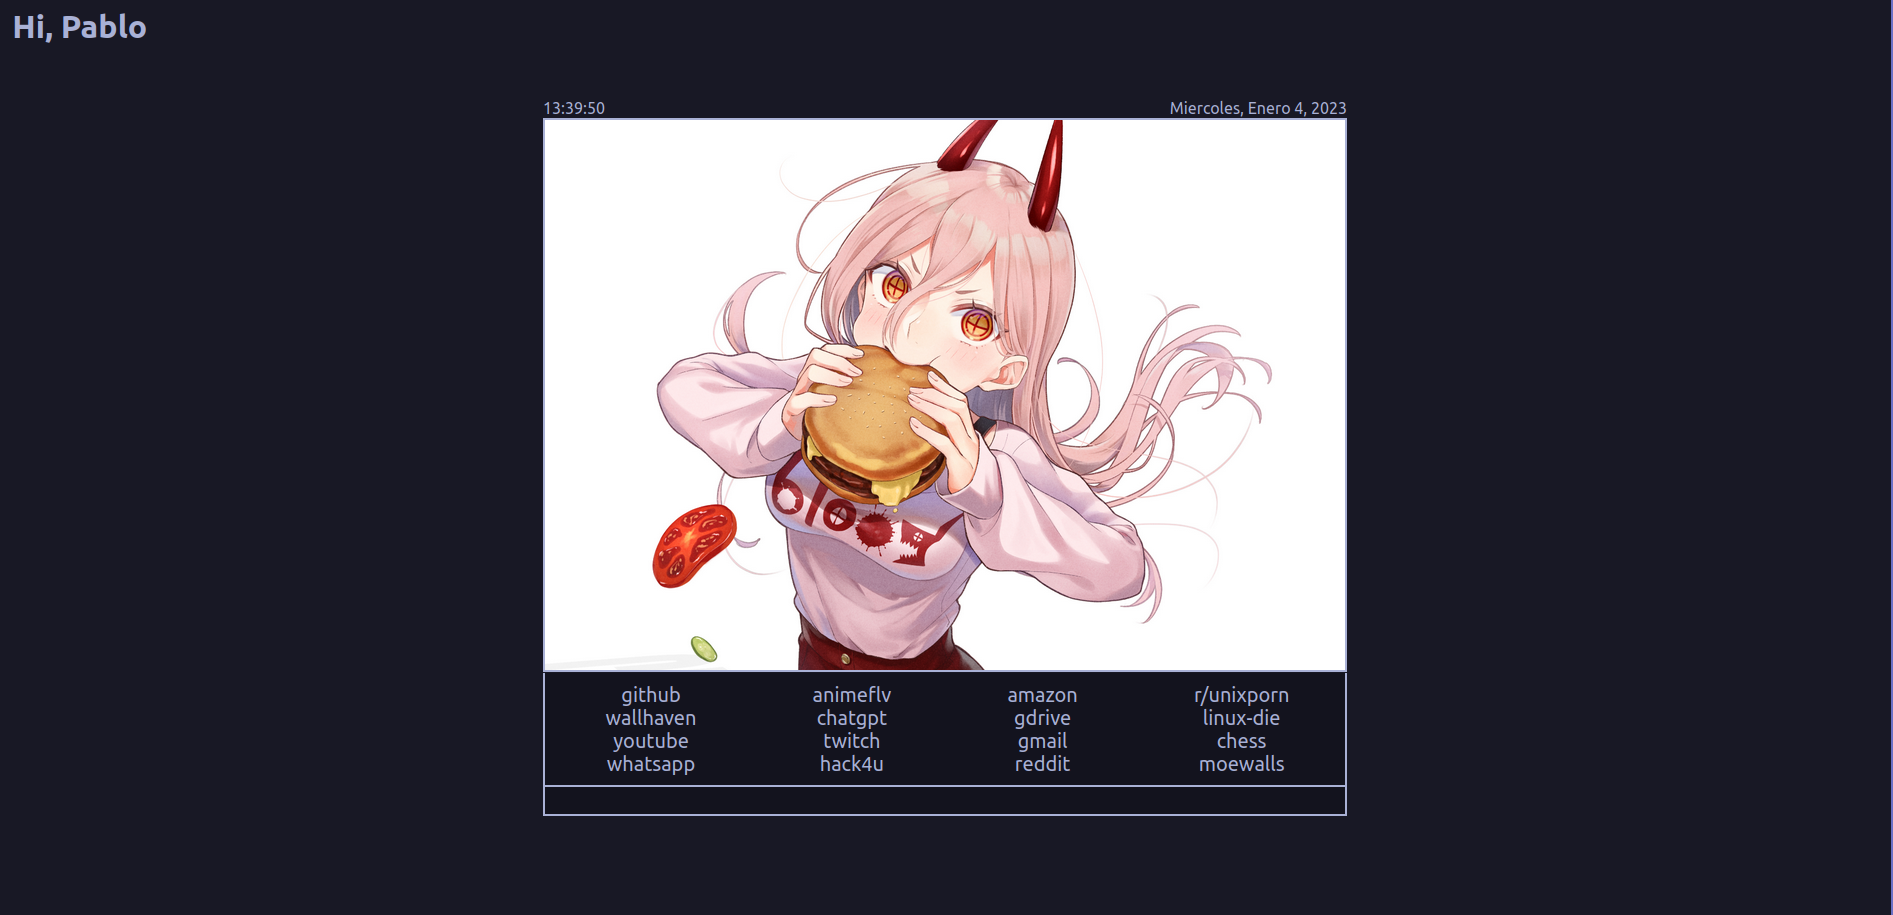 Hi, Pablo
13:39:50 Miercoles, Enero 4, 2023
blooD
github animeflv amazon r/unixporn
wallhaven chatgpt gdrive linux-die
youtube twitch gmail chess
whatsapp hack4u reddit moewalls